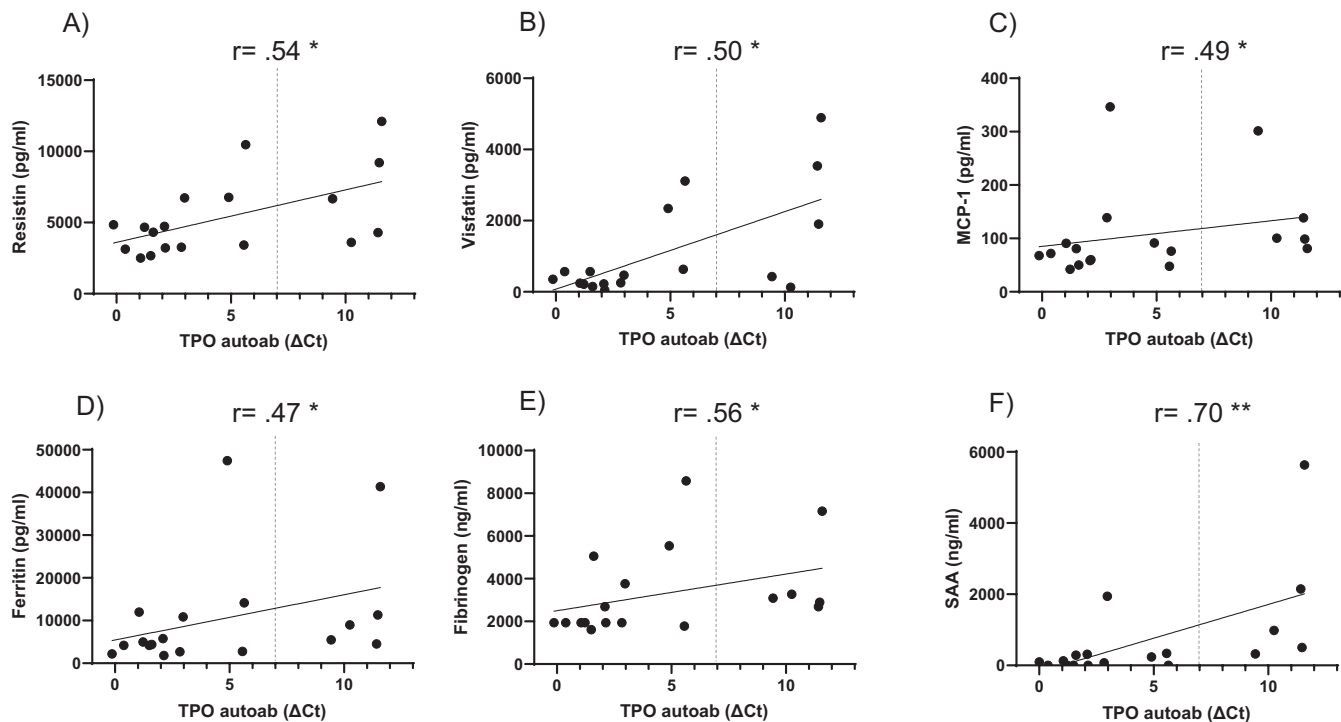 A)
r= .54 *
Resistin (pg/ml)
15000
10000
5000
0
0 5 10
TPO autoab (ΔCt)
B)
r= .50 *
Visfatin (pg/ml)
6000
4000
2000
0
0 5 10
TPO autoab (ΔCt)
C)
r= .49 *
MCP-1 (pg/ml)
400
300
200
100
0
0 5 10
TPO autoab (ΔCt)
D)
r= .47 *
Ferritin (pg/ml)
50000
40000
30000
20000
10000
0
0 5 10
TPO autoab (ΔCt)
E)
r= .56 *
Fibrinogen (ng/ml)
10000
8000
6000
4000
2000
0
0 5 10
TPO autoab (ΔCt)
F)
r= .70 **
SAA (ng/ml)
6000
4000
2000
0
0 5 10
TPO autoab (ΔCt)